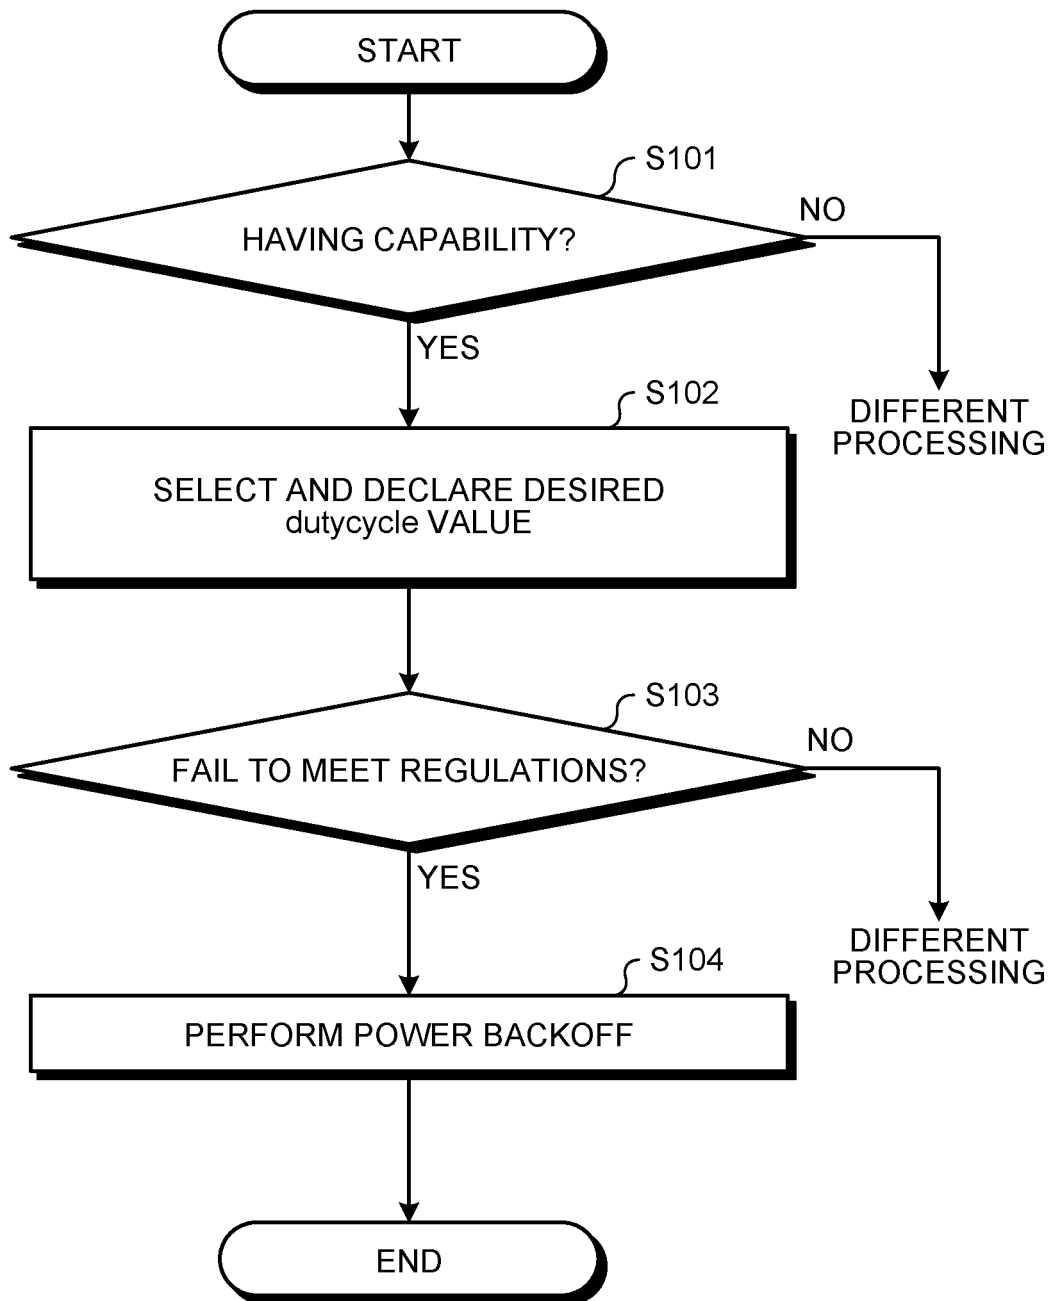 START
S101
HAVING CAPABILITY?
NO
YES
DIFFERENT
PROCESSING
S102
SELECT AND DECLARE DESIRED
dutycycle VALUE
S103
FAIL TO MEET REGULATIONS?
NO
YES
DIFFERENT
PROCESSING
S104
PERFORM POWER BACKOFF
END